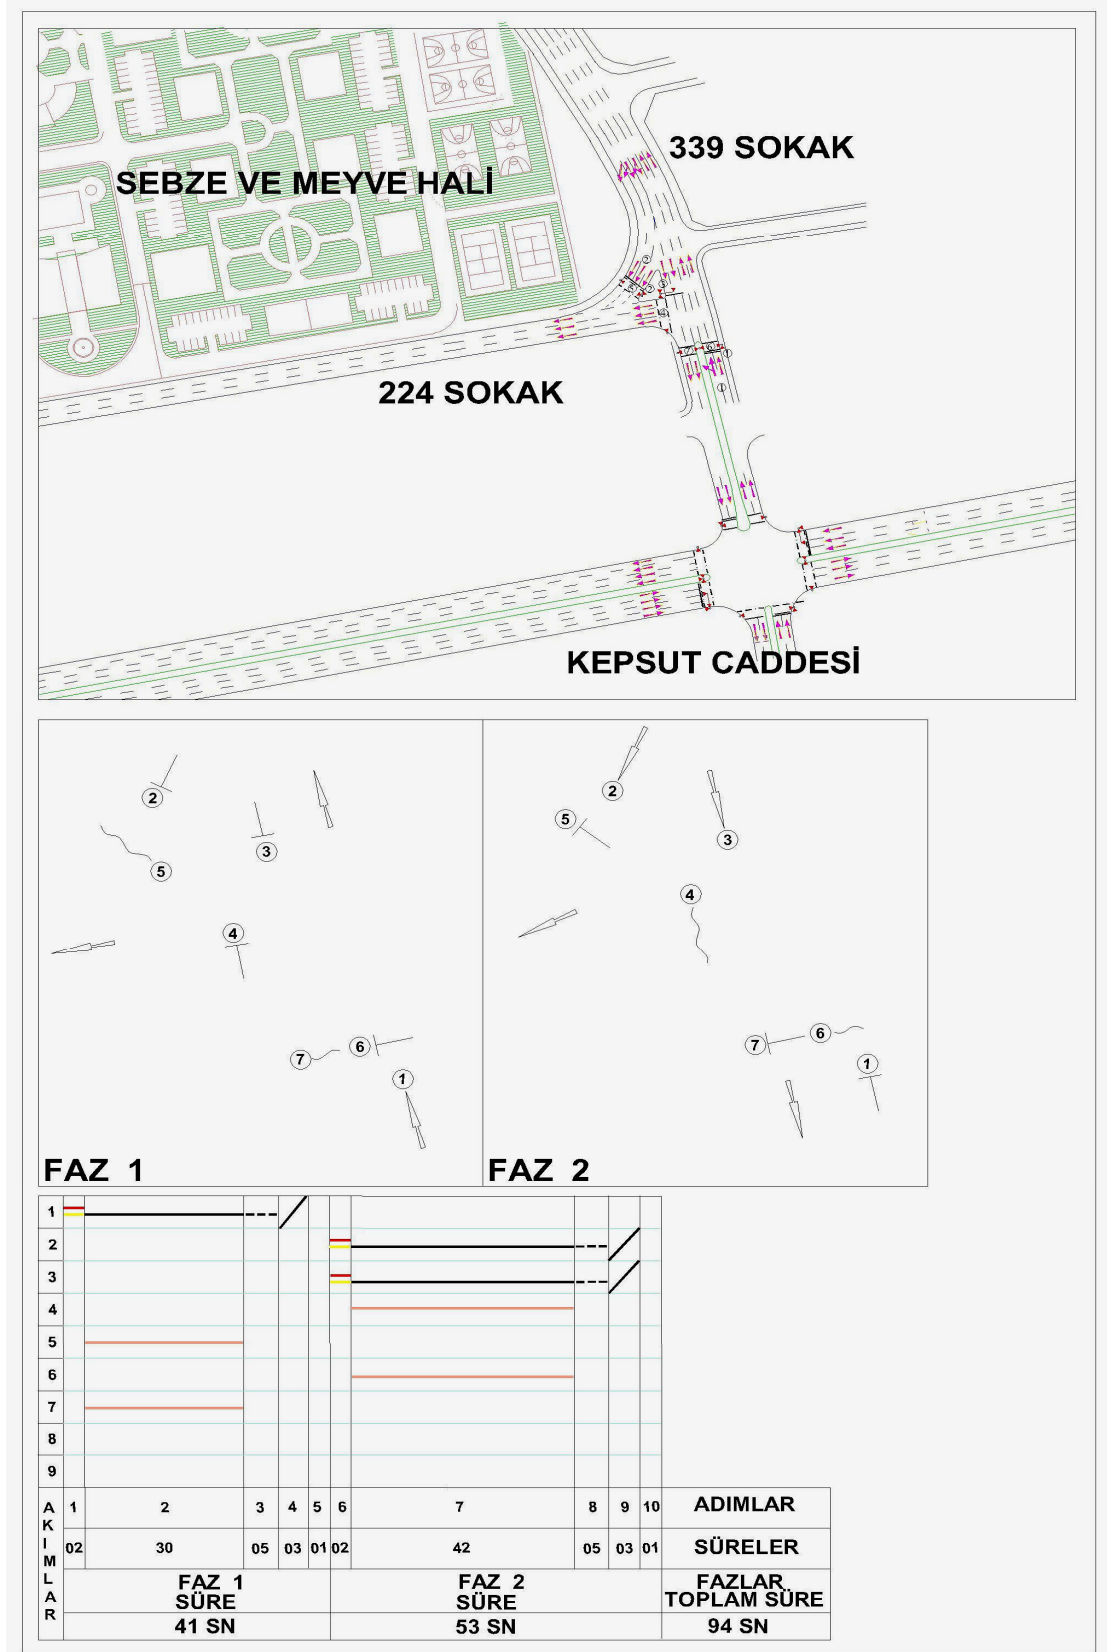 339 SOKAK
SEBZE VE MEYVE HALİ
224 SOKAK
KEPSUT CADDESİ
2
5
3
4
7
6
1
FAZ 1
2
5
3
4
7
6
1
FAZ 2
1
2
3
4
5
6
7
8
9
AKIMLAR
1 2 3 4 5 6 7 8 9 10 ADIMLAR
02 30 05 03 01 02 42 05 03 01 SÜRELER
FAZ 1 SÜRE
FAZ 2 SÜRE
FAZLAR TOPLAM SÜRE
41 SN 53 SN 94 SN